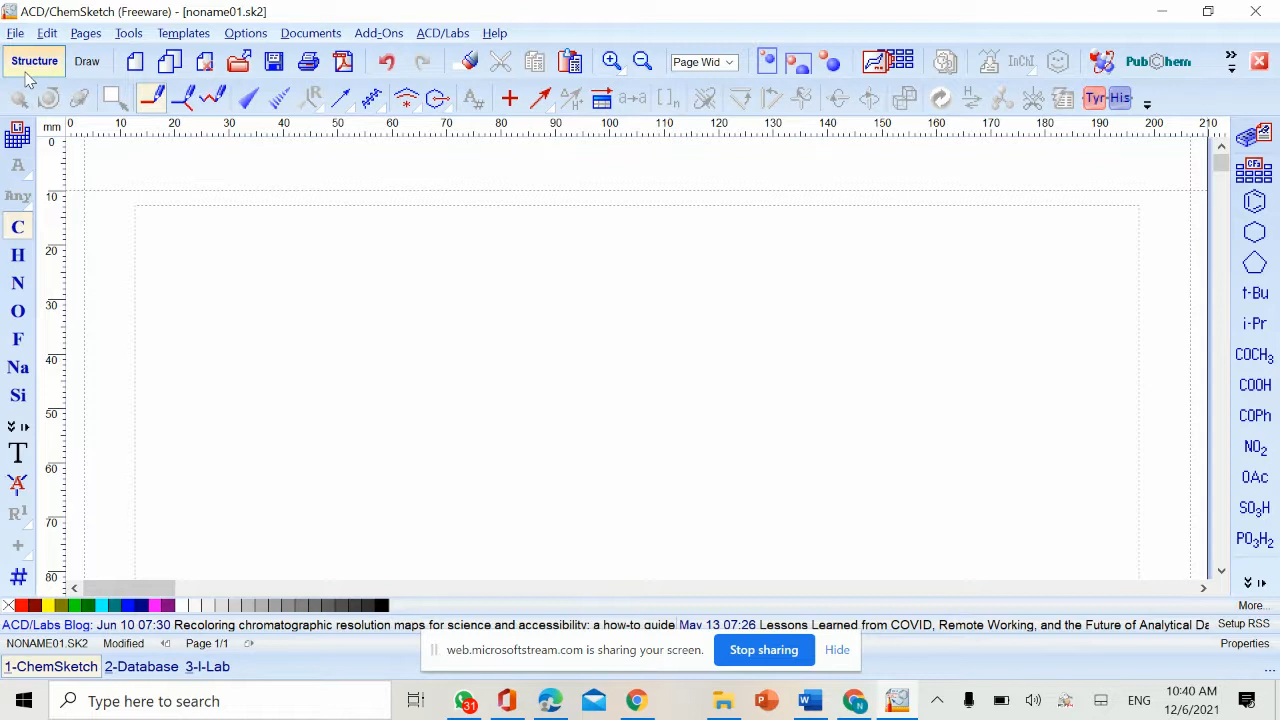 ACD/ChemSketch (Freeware) - [noname01.sk2]
File Edit Pages Tools Templates Options Documents Add-Ons ACD/Labs Help
Structure Draw Page Wid InChI PubChem
Tyr His
mm 0 10 20 30 40 50 60 70 80 90 100 110 120 130 140 150 160 170 180 190 200 210
0
10
20
30
40
50
60
70
80
Li
A
Any
C
H
N
O
F
Na
Si
T
A
R1
#
t-Bu
i-Pr
COCH3
COOH
COPh
NO2
OAc
SO3H
PO3H2
More...
ACD/Labs Blog: Jun 10 07:30 Recoloring chromatographic resolution maps for science and accessibility: a how-to guide May 13 07:26 Lessons Learned from COVID, Remote Working, and the Future of Analytical Da Setup RSS
NONAME01.SK2 Modified Page 1/1 Properties
web.microsoftstream.com is sharing your screen. Stop sharing Hide
1-ChemSketch 2-Database 3-I-Lab
Type here to search 31 ENG 10:40 AM
12/6/2021